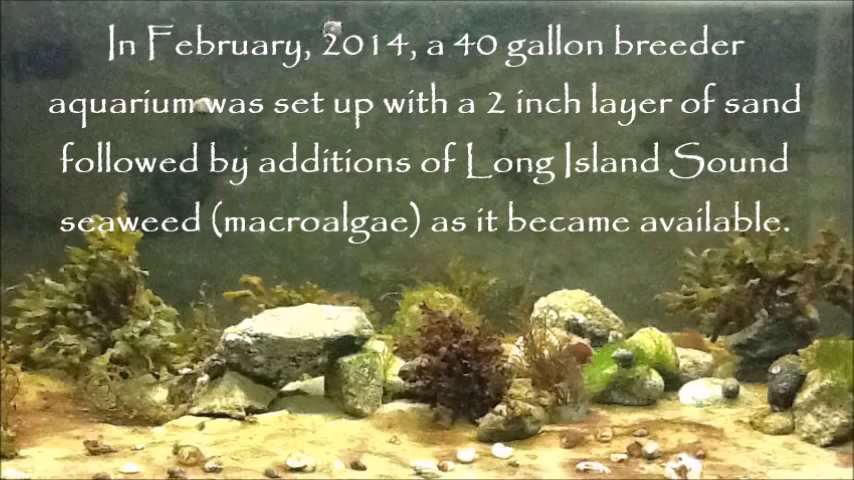 In February, 2014, a 40 gallon breeder
aquarium was set up with a 2 inch layer of sand
followed by additions of Long Island Sound
seaweed (macroalgae) as it became available.